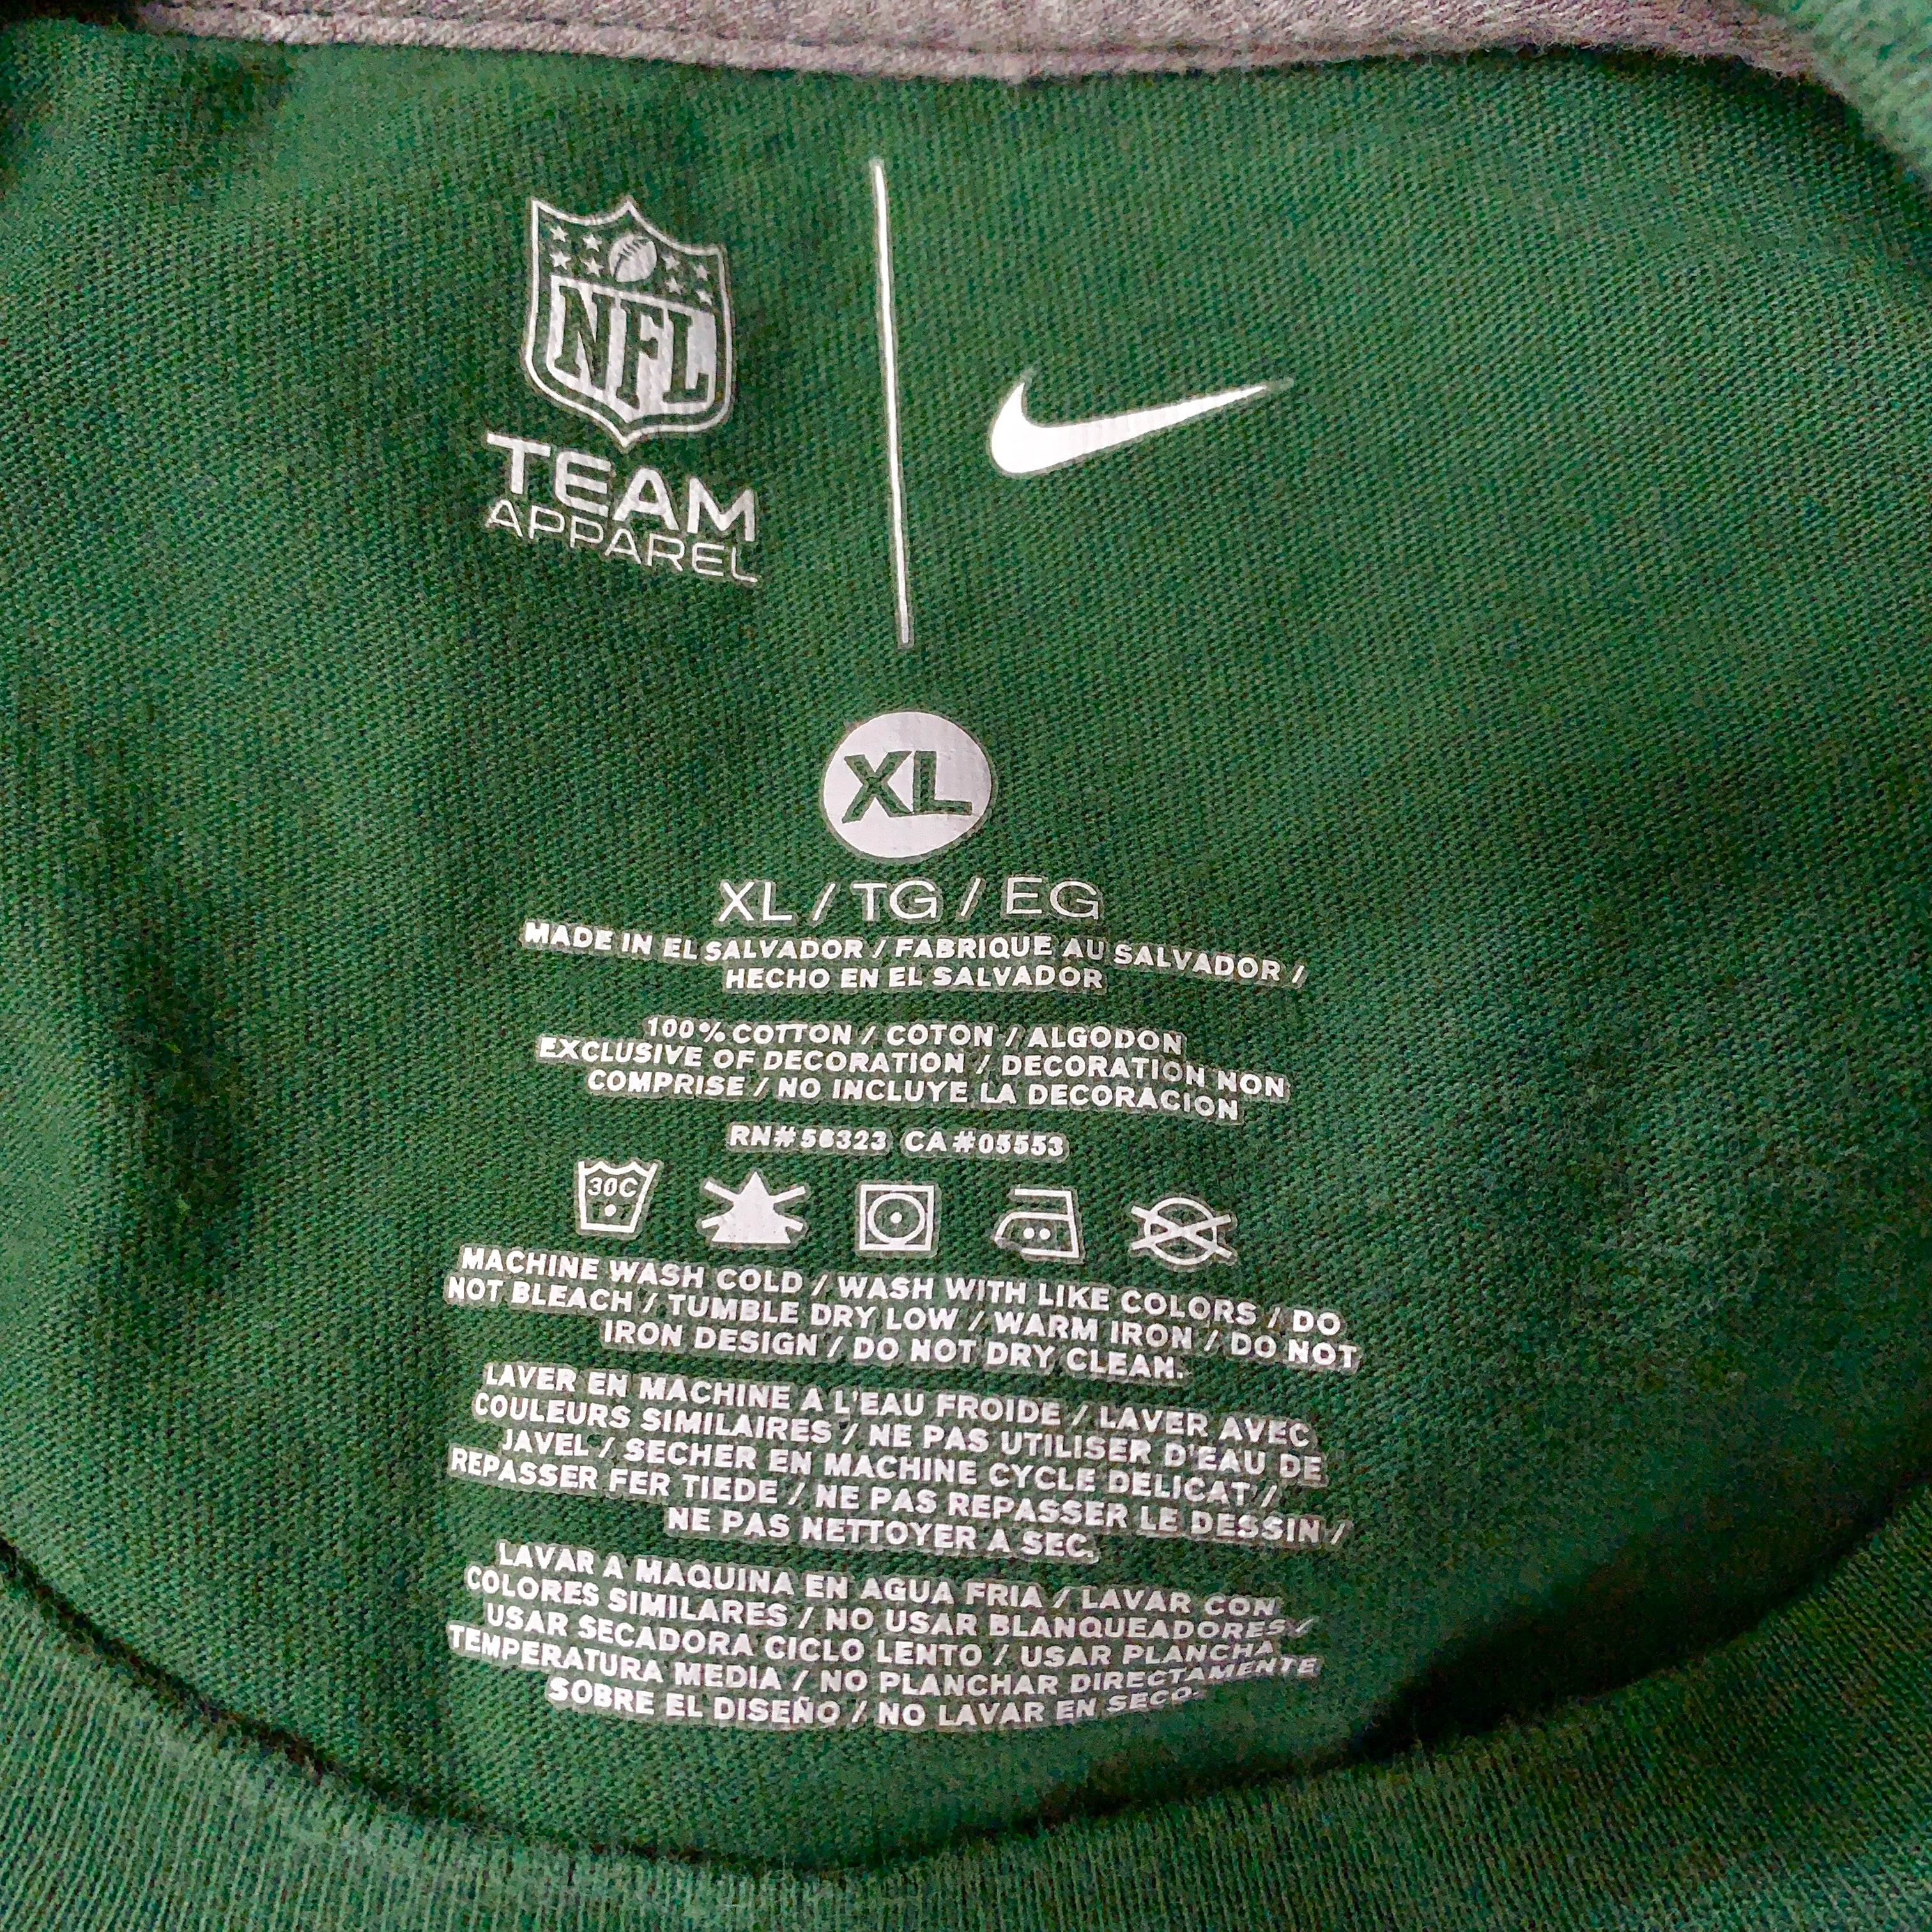 NFL
TEAM
APPAREL
XL
XL / TG / EG
MADE IN EL SALVADOR / FABRIQUE AU SALVADOR /
HECHO EN EL SALVADOR
100% COTTON / COTON / ALGODON
EXCLUSIVE OF DECORATION / DECORATION NON
COMPRISE / NO INCLUYE LA DECORACION
RN#56323 CA#05553
30C
MACHINE WASH COLD / WASH WITH LIKE COLORS / DO
NOT BLEACH / TUMBLE DRY LOW / WARM IRON / DO NOT
IRON DESIGN / DO NOT DRY CLEAN.
LAVER EN MACHINE A L'EAU FROIDE / LAVER AVEC
COULEURS SIMILAIRES / NE PAS UTILISER D'EAU DE
JAVEL / SECHER EN MACHINE CYCLE DELICAT /
REPASSER FER TIEDE / NE PAS REPASSER LE DESSIN /
NE PAS NETTOYER A SEC.
LAVAR A MAQUINA EN AGUA FRIA / LAVAR CON
COLORES SIMILARES / NO USAR BLANQUEADORES /
USAR SECADORA CICLO LENTO / USAR PLANCHA
TEMPERATURA MEDIA / NO PLANCHAR DIRECTAMENTE
SOBRE EL DISEÑO / NO LAVAR EN SECO.